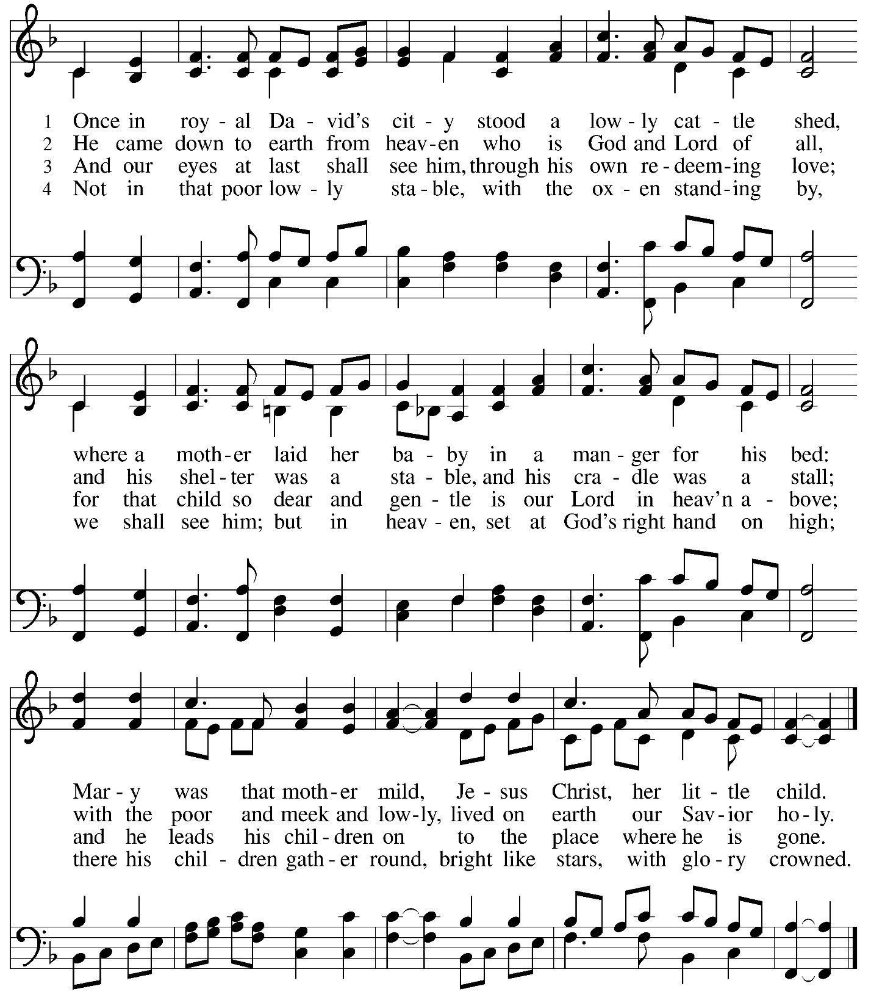 1 Once in roy - al Da - vid's cit - y stood a low - ly cat - tle shed,
2 He came down to earth from heav - en who is God and Lord of all,
3 And our eyes at last shall see him, through his own re - deem - ing love;
4 Not in that poor low - ly sta - ble, with the ox - en stand - ing by,
where a moth - er laid her ba - by in a man - ger for his bed:
and his shel - ter was a sta - ble, and his cra - dle was a stall;
for that child so dear and gen - tle is our Lord in heav'n a - bove;
we shall see him; but in heav - en, set at God's right hand on high;
Mar - y was that moth - er mild, Je - sus Christ, her lit - tle child.
with the poor and meek and low - ly, lived on earth our Sav - ior ho - ly.
and he leads his chil - dren on to the place where he is gone.
there his chil - dren gath - er round, bright like stars, with glo - ry crowned.